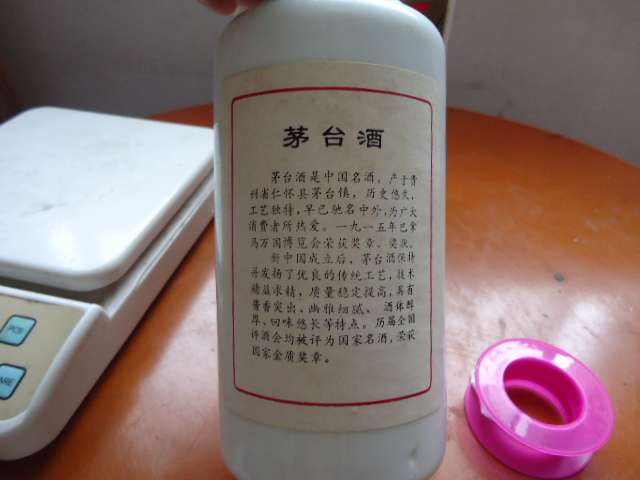 茅台酒
茅台酒是中国名酒，产于贵
州省仁怀县茅台镇，历史悠久，
工艺独特，早已驰名中外，为广大
消费者所热爱。一九一五年巴拿
马万国博览会荣获奖章、奖状。
新中国成立后，茅台酒保持
并发扬了优良的传统工艺，技术
精益求精，质量稳定提高，具有
酱香突出、幽雅细腻、酒体醇
厚、回味悠长等特点。历届全国
评酒会均被评为国家名酒，荣获
国家金质奖章。
PCS